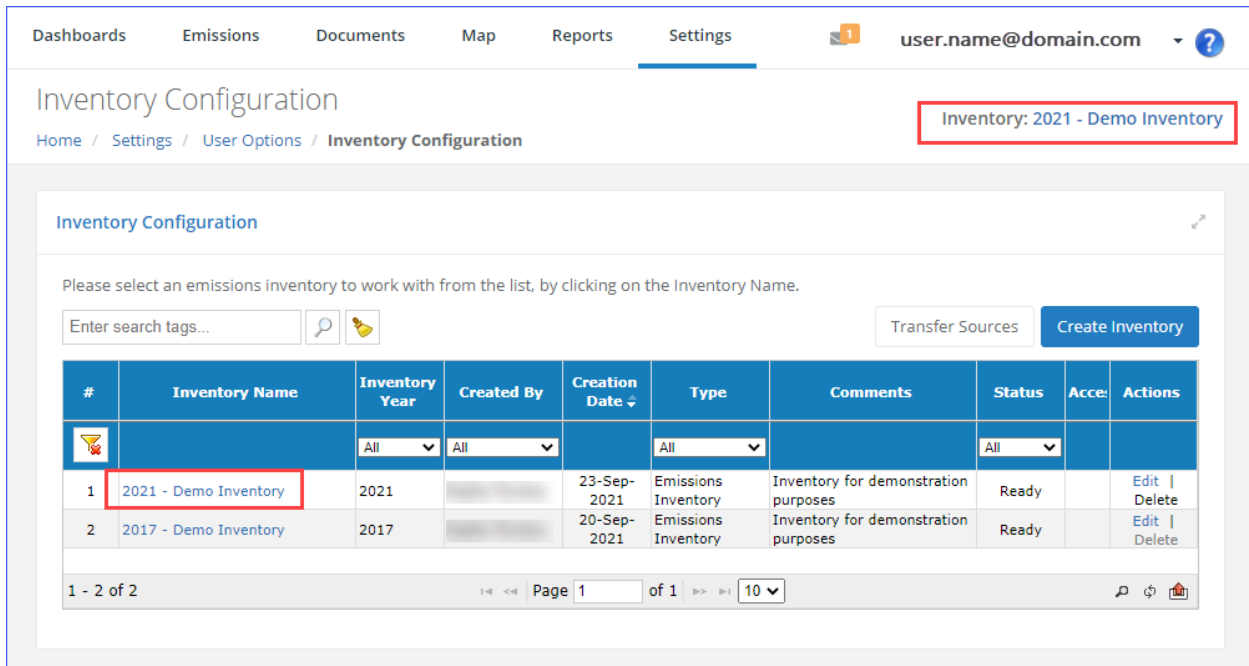 Dashboards Emissions Documents Map Reports Settings 1 user.name@domain.com ?
Inventory Configuration
Inventory: 2021 - Demo Inventory
Home / Settings / User Options / Inventory Configuration
Inventory Configuration
Please select an emissions inventory to work with from the list, by clicking on the Inventory Name.
Enter search tags... Transfer Sources Create Inventory
# Inventory Name Inventory Year Created By Creation Date Type Comments Status Acces Actions
All All All All
1 2021 - Demo Inventory 2021 23-Sep-2021 Emissions Inventory Inventory for demonstration purposes Ready Edit | Delete
2 2017 - Demo Inventory 2017 20-Sep-2021 Emissions Inventory Inventory for demonstration purposes Ready Edit | Delete
1 - 2 of 2 Page 1 of 1 10